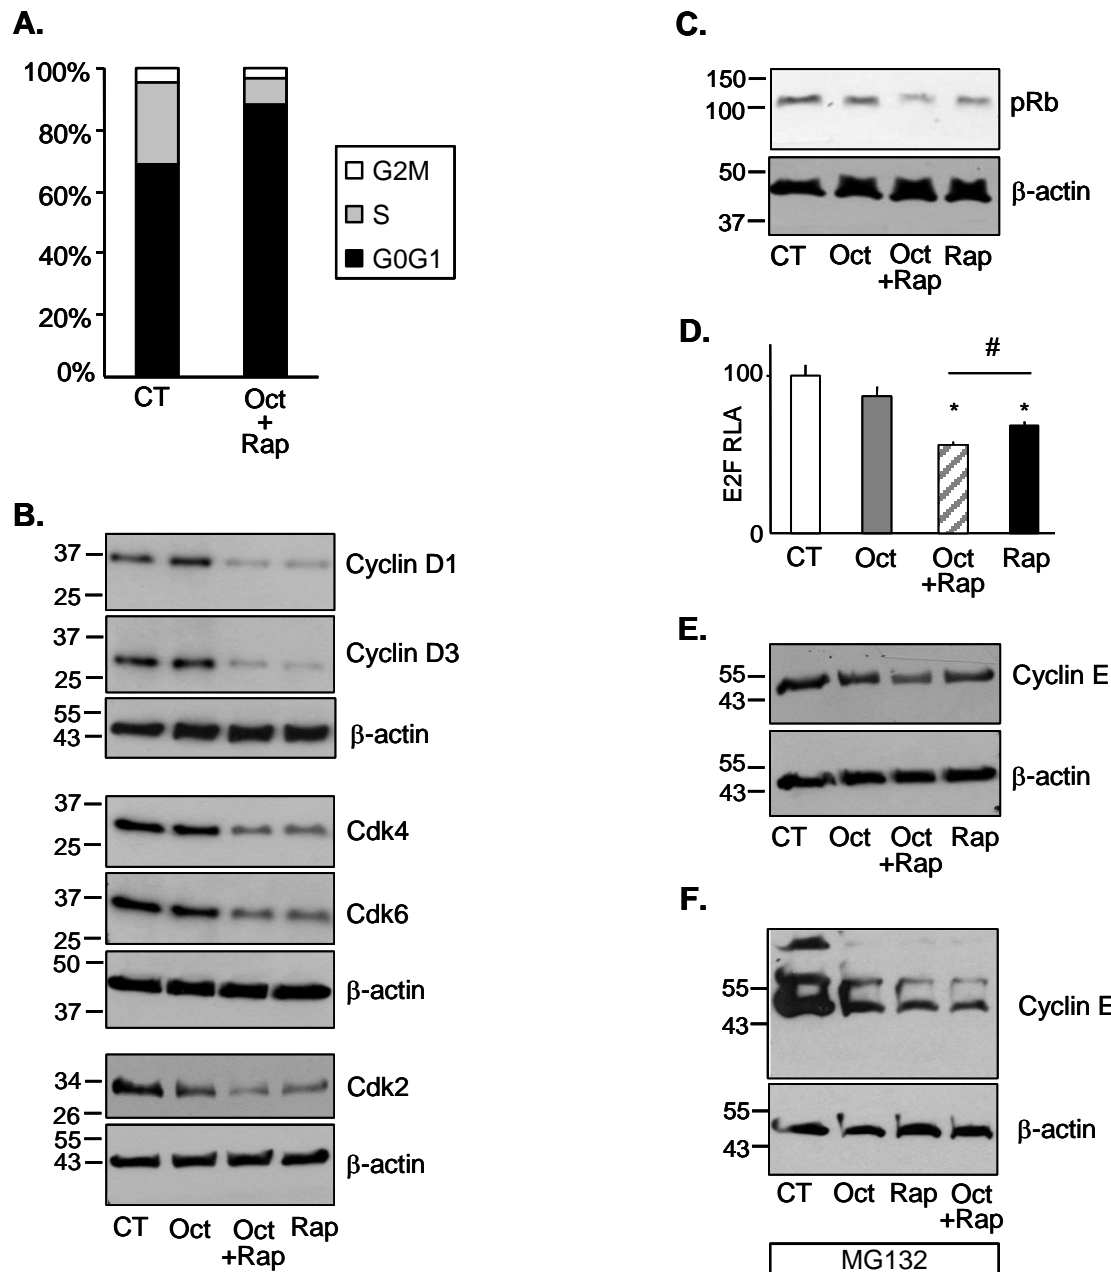 A.
100%
80%
60%
40%
20%
0%
CT
Oct
+
Rap
G2M
S
G0G1
B.
37
25
Cyclin D1
37
25
Cyclin D3
55
43
β-actin
37
25
Cdk4
37
25
Cdk6
50
37
β-actin
34
26
Cdk2
55
43
β-actin
CT Oct Oct +Rap Rap
C.
150
100
pRb
50
37
β-actin
CT Oct Oct +Rap Rap
D.
E2F RLA
100
0
#
* *
CT Oct Oct +Rap Rap
E.
55
43
Cyclin E
55
43
β-actin
CT Oct Oct +Rap Rap
F.
55
43
Cyclin E
55
43
β-actin
CT Oct Rap Oct +Rap
MG132